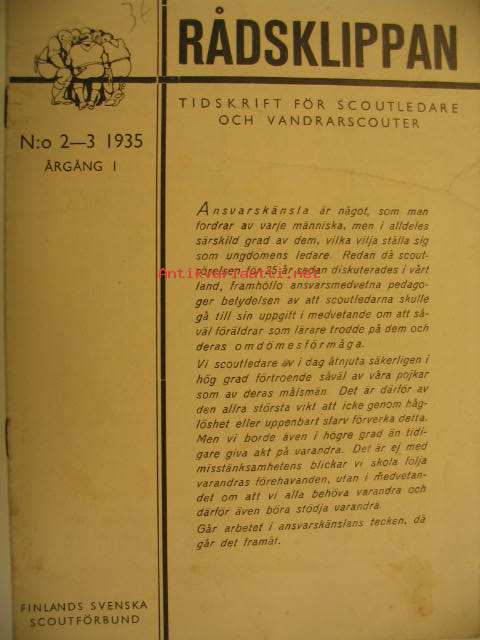 34
RÅDSKLIPPAN
TIDSKRIFT FÖR SCOUTLEDARE
OCH VANDRARSCOUTER
N:o 2—3 1935
ÅRGÅNG I
Ansvarskänsla är något, som man
fordrar av varje människa, men i alldeles
särskild grad av dem, vilka vilja ställa sig
som ungdomens ledare. Redan då scout-
rörelsen för 25 år sedan diskuterades i vårt
land, framhöllo ansvarsmedvetna pedago-
ger betydelsen av att scoutledarna skulle
gå till sin uppgift i medvetande om att så-
väl föräldrar som lärare trodde på dem och
deras omdömesförmåga.
Vi scoutledare av i dag åtnjuta säkerligen i
hög grad förtroende såväl av våra pojkar
som av deras målsmän. Det är därför av
den allra största vikt att icke genom håg-
löshet eller uppenbart slarv förverka detta.
Men vi borde även i högre grad än tidi-
gare giva akt på varandra. Det är ej med
misstänksamhetens blickar vi skola följa
varandras förehavanden, utan i medvetan-
det om att vi alla behöva varandra och
därför även böra stödja varandra.
Går arbetet i ansvarskänslans tecken, då
går det framåt.
Antikvariaatti.net
FINLANDS SVENSKA
SCOUTFÖRBUND